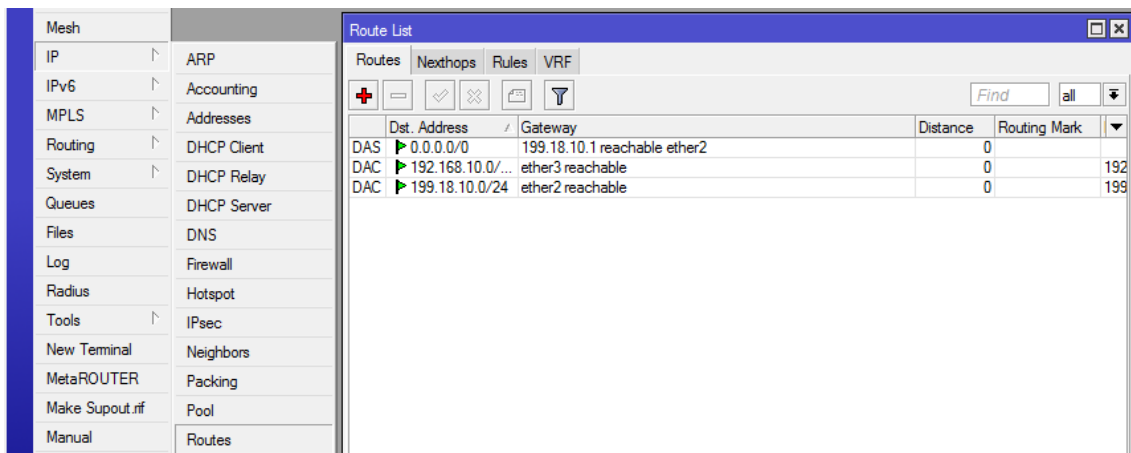 Mesh
IP
IPv6
MPLS
Routing
System
Queues
Files
Log
Radius
Tools
New Terminal
MetaROUTER
Make Supout.rif
Manual
ARP
Accounting
Addresses
DHCP Client
DHCP Relay
DHCP Server
DNS
Firewall
Hotspot
IPsec
Neighbors
Packing
Pool
Routes
Route List
Routes Nexthops Rules VRF
Find all
Dst. Address Gateway Distance Routing Mark
DAS 0.0.0.0/0 199.18.10.1 reachable ether2 0
DAC 192.168.10.0/... ether3 reachable 0 192
DAC 199.18.10.0/24 ether2 reachable 0 199